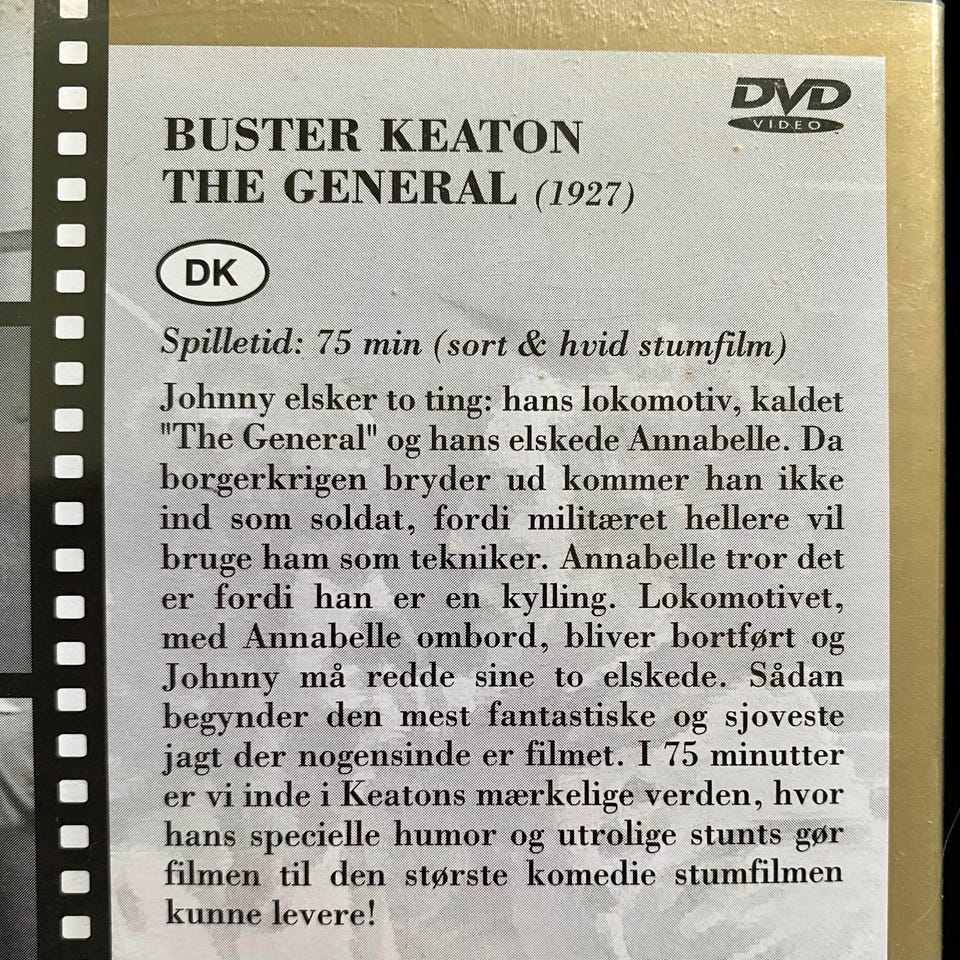 DVD
VIDEO
BUSTER KEATON
THE GENERAL (1927)
DK
Spilletid: 75 min (sort & hvid stumfilm)
Johnny elsker to ting: hans lokomotiv, kaldet
"The General" og hans elskede Annabelle. Da
borgerkrigen bryder ud kommer han ikke
ind som soldat, fordi militæret hellere vil
bruge ham som tekniker. Annabelle tror det
er fordi han er en kylling. Lokomotivet,
med Annabelle ombord, bliver bortført og
Johnny må redde sine to elskede. Sådan
begynder den mest fantastiske og sjoveste
jagt der nogensinde er filmet. I 75 minutter
er vi inde i Keatons mærkelige verden, hvor
hans specielle humor og utrolige stunts gør
filmen til den største komedie stumfilmen
kunne levere!